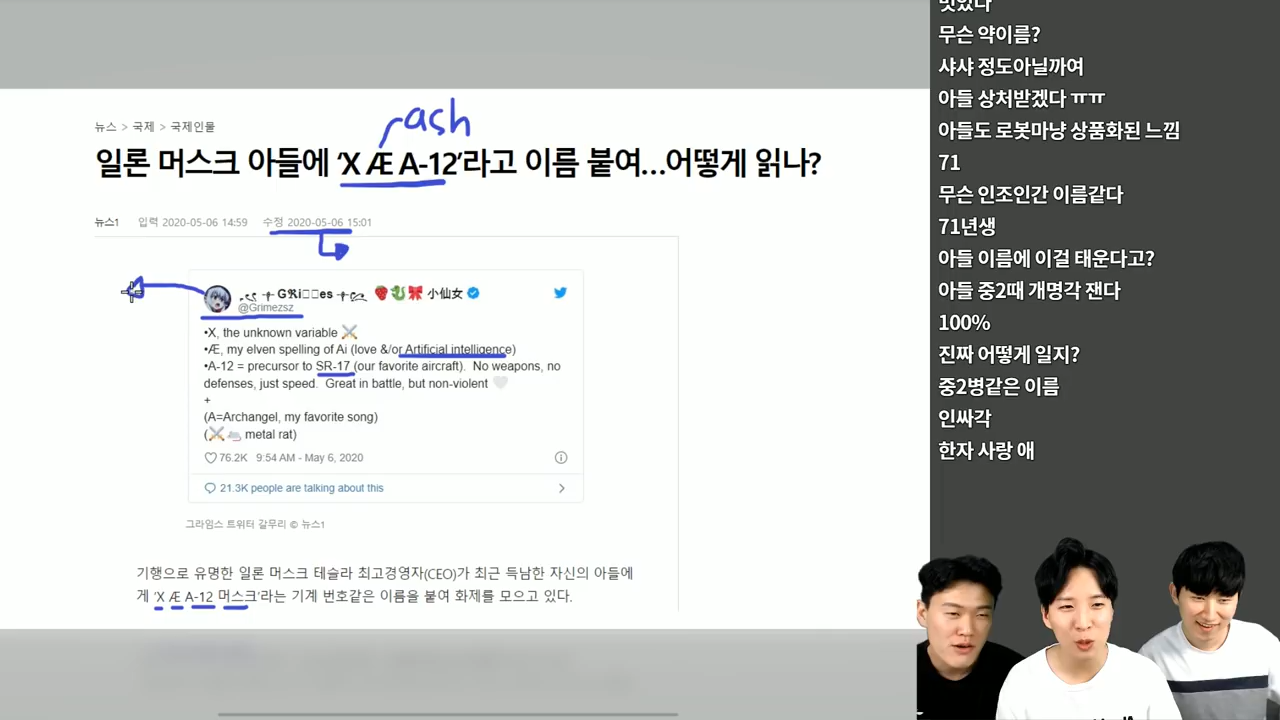 ash
뉴스 > 국제 > 국제인물
일론 머스크 아들에 'X Æ A-12'라고 이름 붙여...어떻게 읽나?
뉴스1 입력 2020-05-06 14:59 수정 2020-05-06 15:01
小仙女
@Grimezsz
•X, the unknown variable ⚔️
•Æ, my elven spelling of Ai (love &/or Artificial intelligence)
•A-12 = precursor to SR-17 (our favorite aircraft). No weapons, no
defenses, just speed. Great in battle, but non-violent 🤍
+
(A=Archangel, my favorite song)
(⚔️🐁 metal rat)
76.2K 9:54 AM - May 6, 2020
21.3K people are talking about this
그라임스 트위터 갈무리 © 뉴스1
기행으로 유명한 일론 머스크 테슬라 최고경영자(CEO)가 최근 득남한 자신의 아들에
게 'X Æ A-12 머스크'라는 기계 번호같은 이름을 붙여 화제를 모으고 있다.
멋있다
무슨 약이름?
샤샤 정도아닐까여
아들 상처받겠다 ㅠㅠ
아들도 로봇마냥 상품화된 느낌
71
무슨 인조인간 이름같다
71년생
아들 이름에 이걸 태운다고?
아들 중2때 개명각 잰다
100%
진짜 어떻게 일지?
중2병같은 이름
인싸각
한자 사랑 애